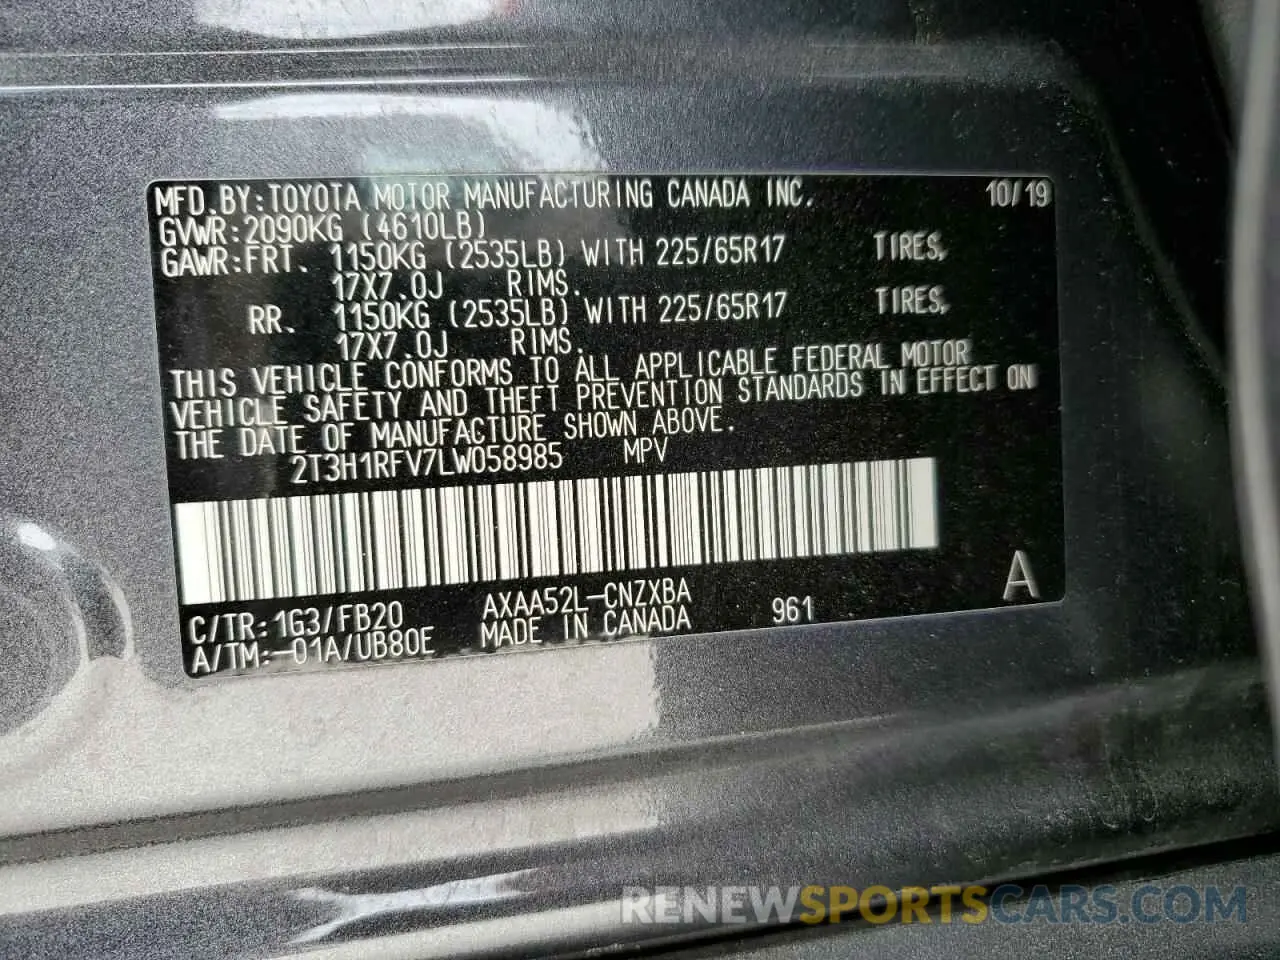 MFD.BY:TOYOTA MOTOR MANUFACTURING CANADA INC. 10/19
GVWR:2090KG (4610LB)
GAWR:FRT. 1150KG (2535LB) WITH 225/65R17 TIRES,
17X7.0J RIMS.
RR. 1150KG (2535LB) WITH 225/65R17 TIRES,
17X7.0J RIMS.
THIS VEHICLE CONFORMS TO ALL APPLICABLE FEDERAL MOTOR
VEHICLE SAFETY AND THEFT PREVENTION STANDARDS IN EFFECT ON
THE DATE OF MANUFACTURE SHOWN ABOVE.
2T3H1RFV7LW058985 MPV
C/TR:1G3/FB20 AXAA52L-CNZXBA 961 A
A/TM:-01A/UB80E MADE IN CANADA
RENEWSPORTSCARS.COM